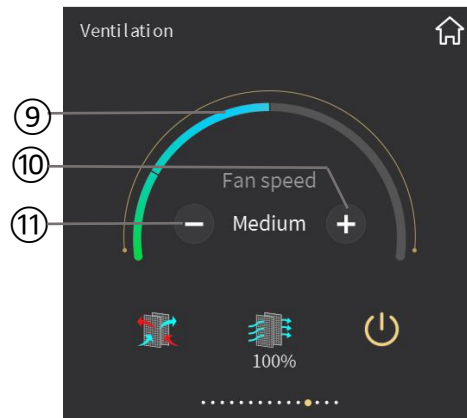 Ventilation
⑨
⑩
Fan speed
⑪
− Medium +
100%